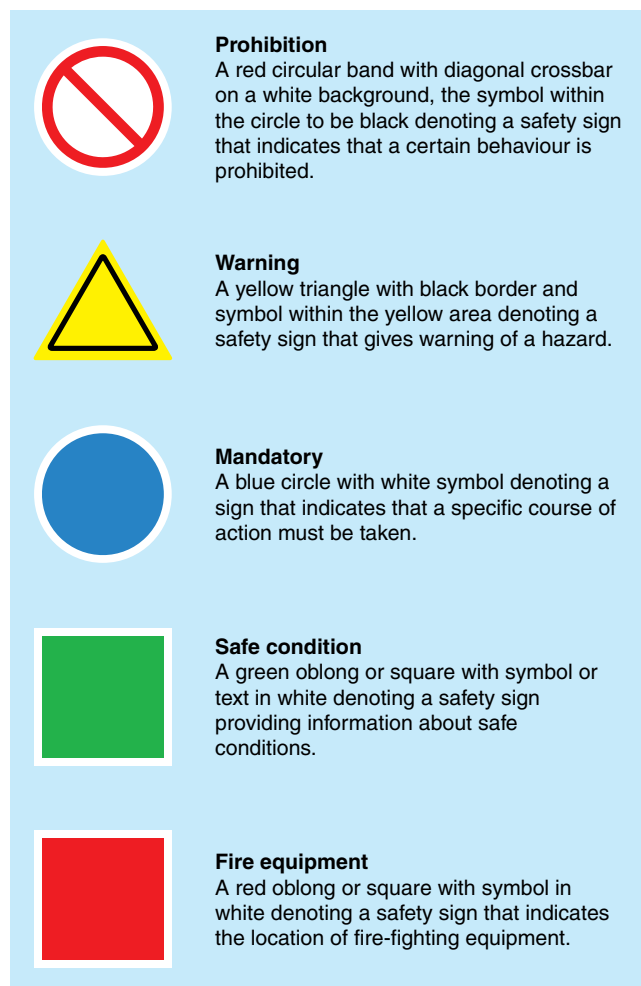 Prohibition
A red circular band with diagonal crossbar
on a white background, the symbol within
the circle to be black denoting a safety sign
that indicates that a certain behaviour is
prohibited.
Warning
A yellow triangle with black border and
symbol within the yellow area denoting a
safety sign that gives warning of a hazard.
Mandatory
A blue circle with white symbol denoting a
sign that indicates that a specific course of
action must be taken.
Safe condition
A green oblong or square with symbol or
text in white denoting a safety sign
providing information about safe
conditions.
Fire equipment
A red oblong or square with symbol in
white denoting a safety sign that indicates
the location of fire-fighting equipment.